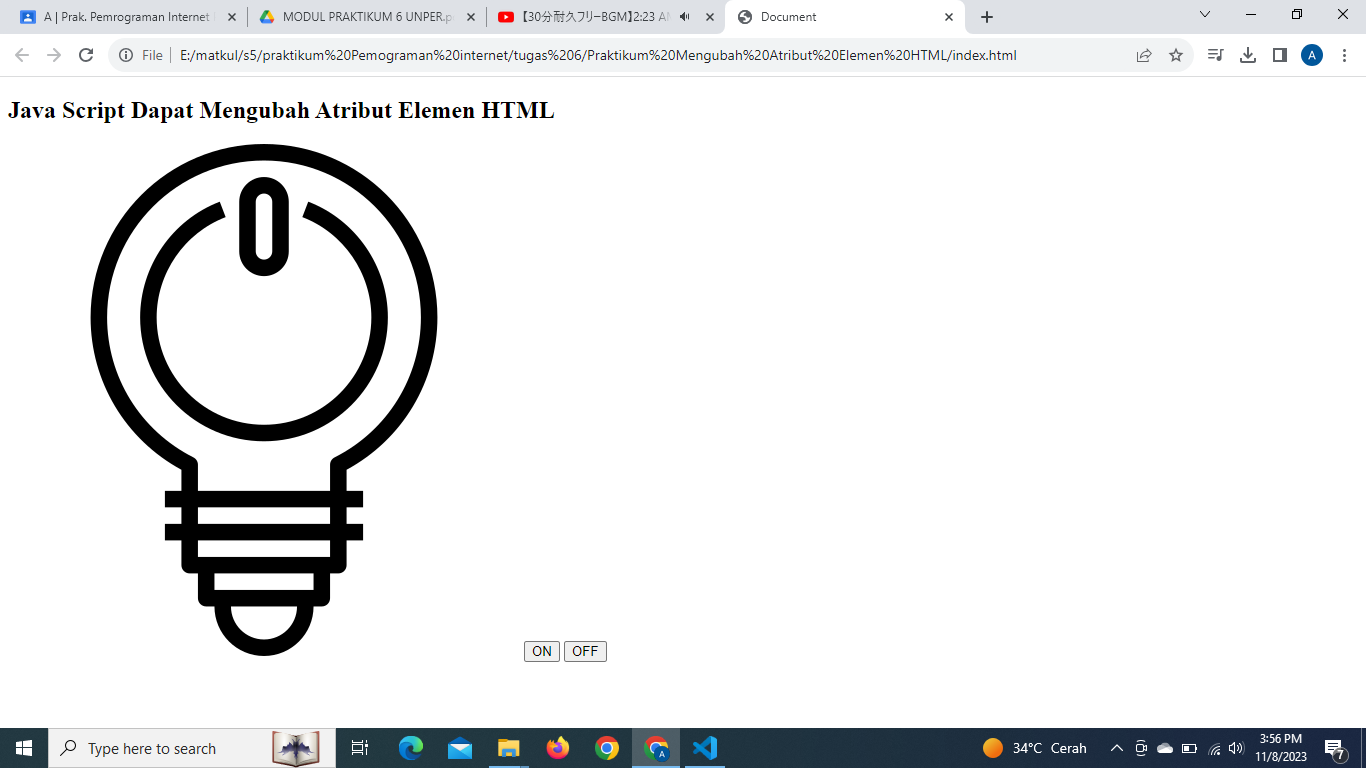 A | Prak. Pemrograman Internet
MODUL PRAKTIKUM 6 UNPER.p
【30分耐久フリーBGM】2:23 AM
Document
File
E:/matkul/s5/praktikum%20Pemograman%20internet/tugas%206/Praktikum%20Mengubah%20Atribut%20Elemen%20HTML/index.html
A
Java Script Dapat Mengubah Atribut Elemen HTML
ON
OFF
Type here to search
A
34°C Cerah
3:56 PM
11/8/2023
7